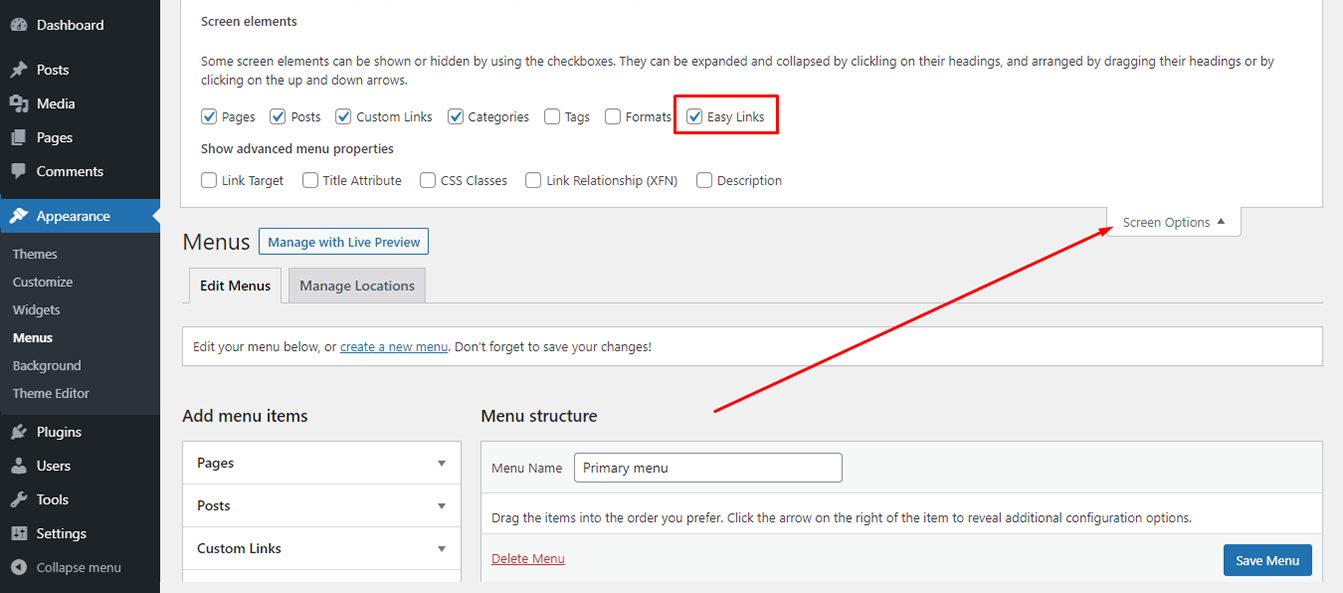 Dashboard
Posts
Media
Pages
Comments
Appearance
Themes
Customize
Widgets
Menus
Background
Theme Editor
Plugins
Users
Tools
Settings
Collapse menu
Screen elements
Some screen elements can be shown or hidden by using the checkboxes. They can be expanded and collapsed by clickling on their headings, and arranged by dragging their headings or by
clicking on the up and down arrows.
Pages Posts Custom Links Categories Tags Formats Easy Links
Show advanced menu properties
Link Target Title Attribute CSS Classes Link Relationship (XFN) Description
Screen Options
Menus Manage with Live Preview
Edit Menus Manage Locations
Edit your menu below, or create a new menu. Don't forget to save your changes!
Add menu items
Pages
Posts
Custom Links
Menu structure
Menu Name Primary menu
Drag the items into the order you prefer. Click the arrow on the right of the item to reveal additional configuration options.
Delete Menu Save Menu